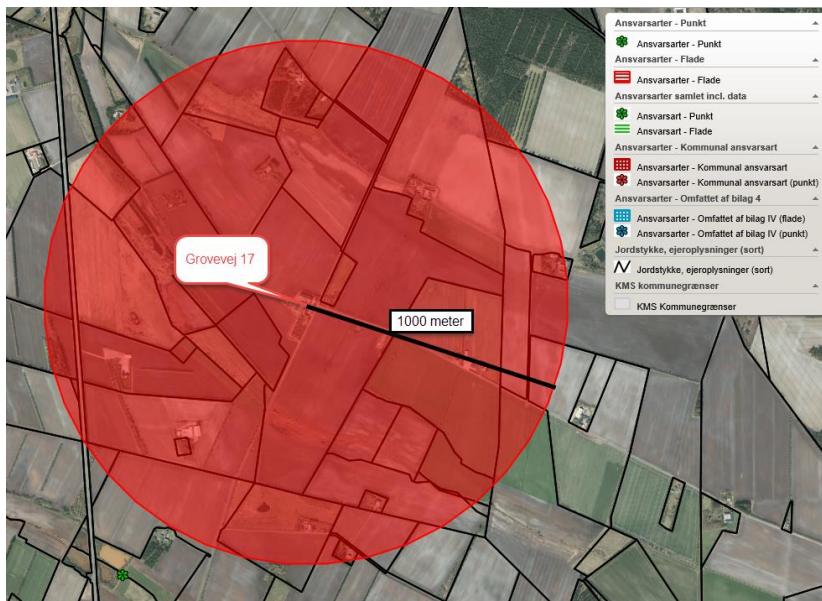 Ansvarsarter - Punkt
Ansvarsarter - Punkt
Ansvarsarter - Flade
Ansvarsarter - Flade
Ansvarsarter samlet incl. data
Ansvarsart - Punkt
Ansvarsart - Flade
Ansvarsarter - Kommunal ansvarsart
Ansvarsarter - Kommunal ansvarsart
Ansvarsarter - Kommunal ansvarsart (punkt)
Ansvarsarter - Omfattet af bilag 4
Ansvarsarter - Omfattet af bilag IV (flade)
Ansvarsarter - Omfattet af bilag IV (punkt)
Jordstykke, ejeroplysninger (sort)
Jordstykke, ejeroplysninger (sort)
KMS kommunegrænser
KMS Kommunegrænser
Grovevej 17
1000 meter